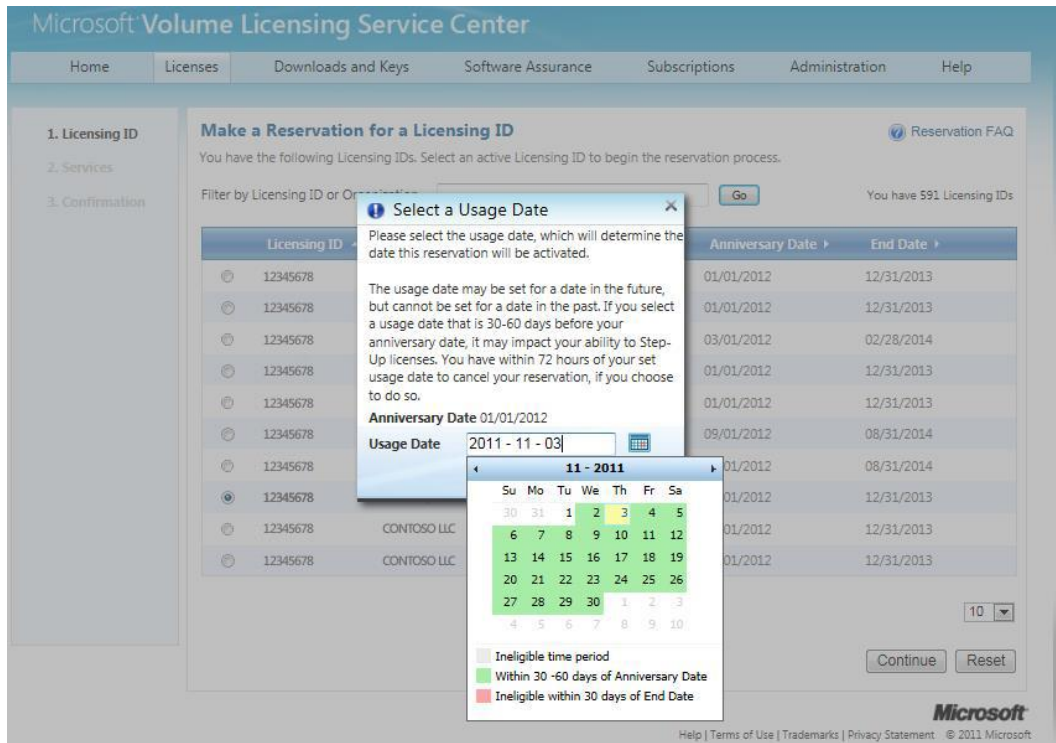 Microsoft Volume Licensing Service Center
Home Licenses Downloads and Keys Software Assurance Subscriptions Administration Help
1. Licensing ID
2. Services
3. Confirmation
Make a Reservation for a Licensing ID
Reservation FAQ
You have the following Licensing IDs. Select an active Licensing ID to begin the reservation process.
Filter by Licensing ID or Organization
Go
You have 591 Licensing IDs
Licensing ID Anniversary Date End Date
12345678 01/01/2012 12/31/2013
12345678 01/01/2012 12/31/2013
12345678 03/01/2012 02/28/2014
12345678 01/01/2012 12/31/2013
12345678 01/01/2012 12/31/2013
12345678 09/01/2012 08/31/2014
12345678 01/2012 08/31/2014
12345678 01/2012 12/31/2013
12345678 CONTOSO LLC 01/2012 12/31/2013
12345678 CONTOSO LLC 01/2012 12/31/2013
10
Continue Reset
Select a Usage Date
Please select the usage date, which will determine the
date this reservation will be activated.
The usage date may be set for a date in the future,
but cannot be set for a date in the past. If you select
a usage date that is 30-60 days before your
anniversary date, it may impact your ability to Step-
Up licenses. You have within 72 hours of your set
usage date to cancel your reservation, if you choose
to do so.
Anniversary Date 01/01/2012
Usage Date 2011 - 11 - 03
11 - 2011
Su Mo Tu We Th Fr Sa
30 31 1 2 3 4 5
6 7 8 9 10 11 12
13 14 15 16 17 18 19
20 21 22 23 24 25 26
27 28 29 30 1 2 3
4 5 6 7 8 9 10
Ineligible time period
Within 30 -60 days of Anniversary Date
Ineligible within 30 days of End Date
Microsoft
Help | Terms of Use | Trademarks | Privacy Statement © 2011 Microsoft